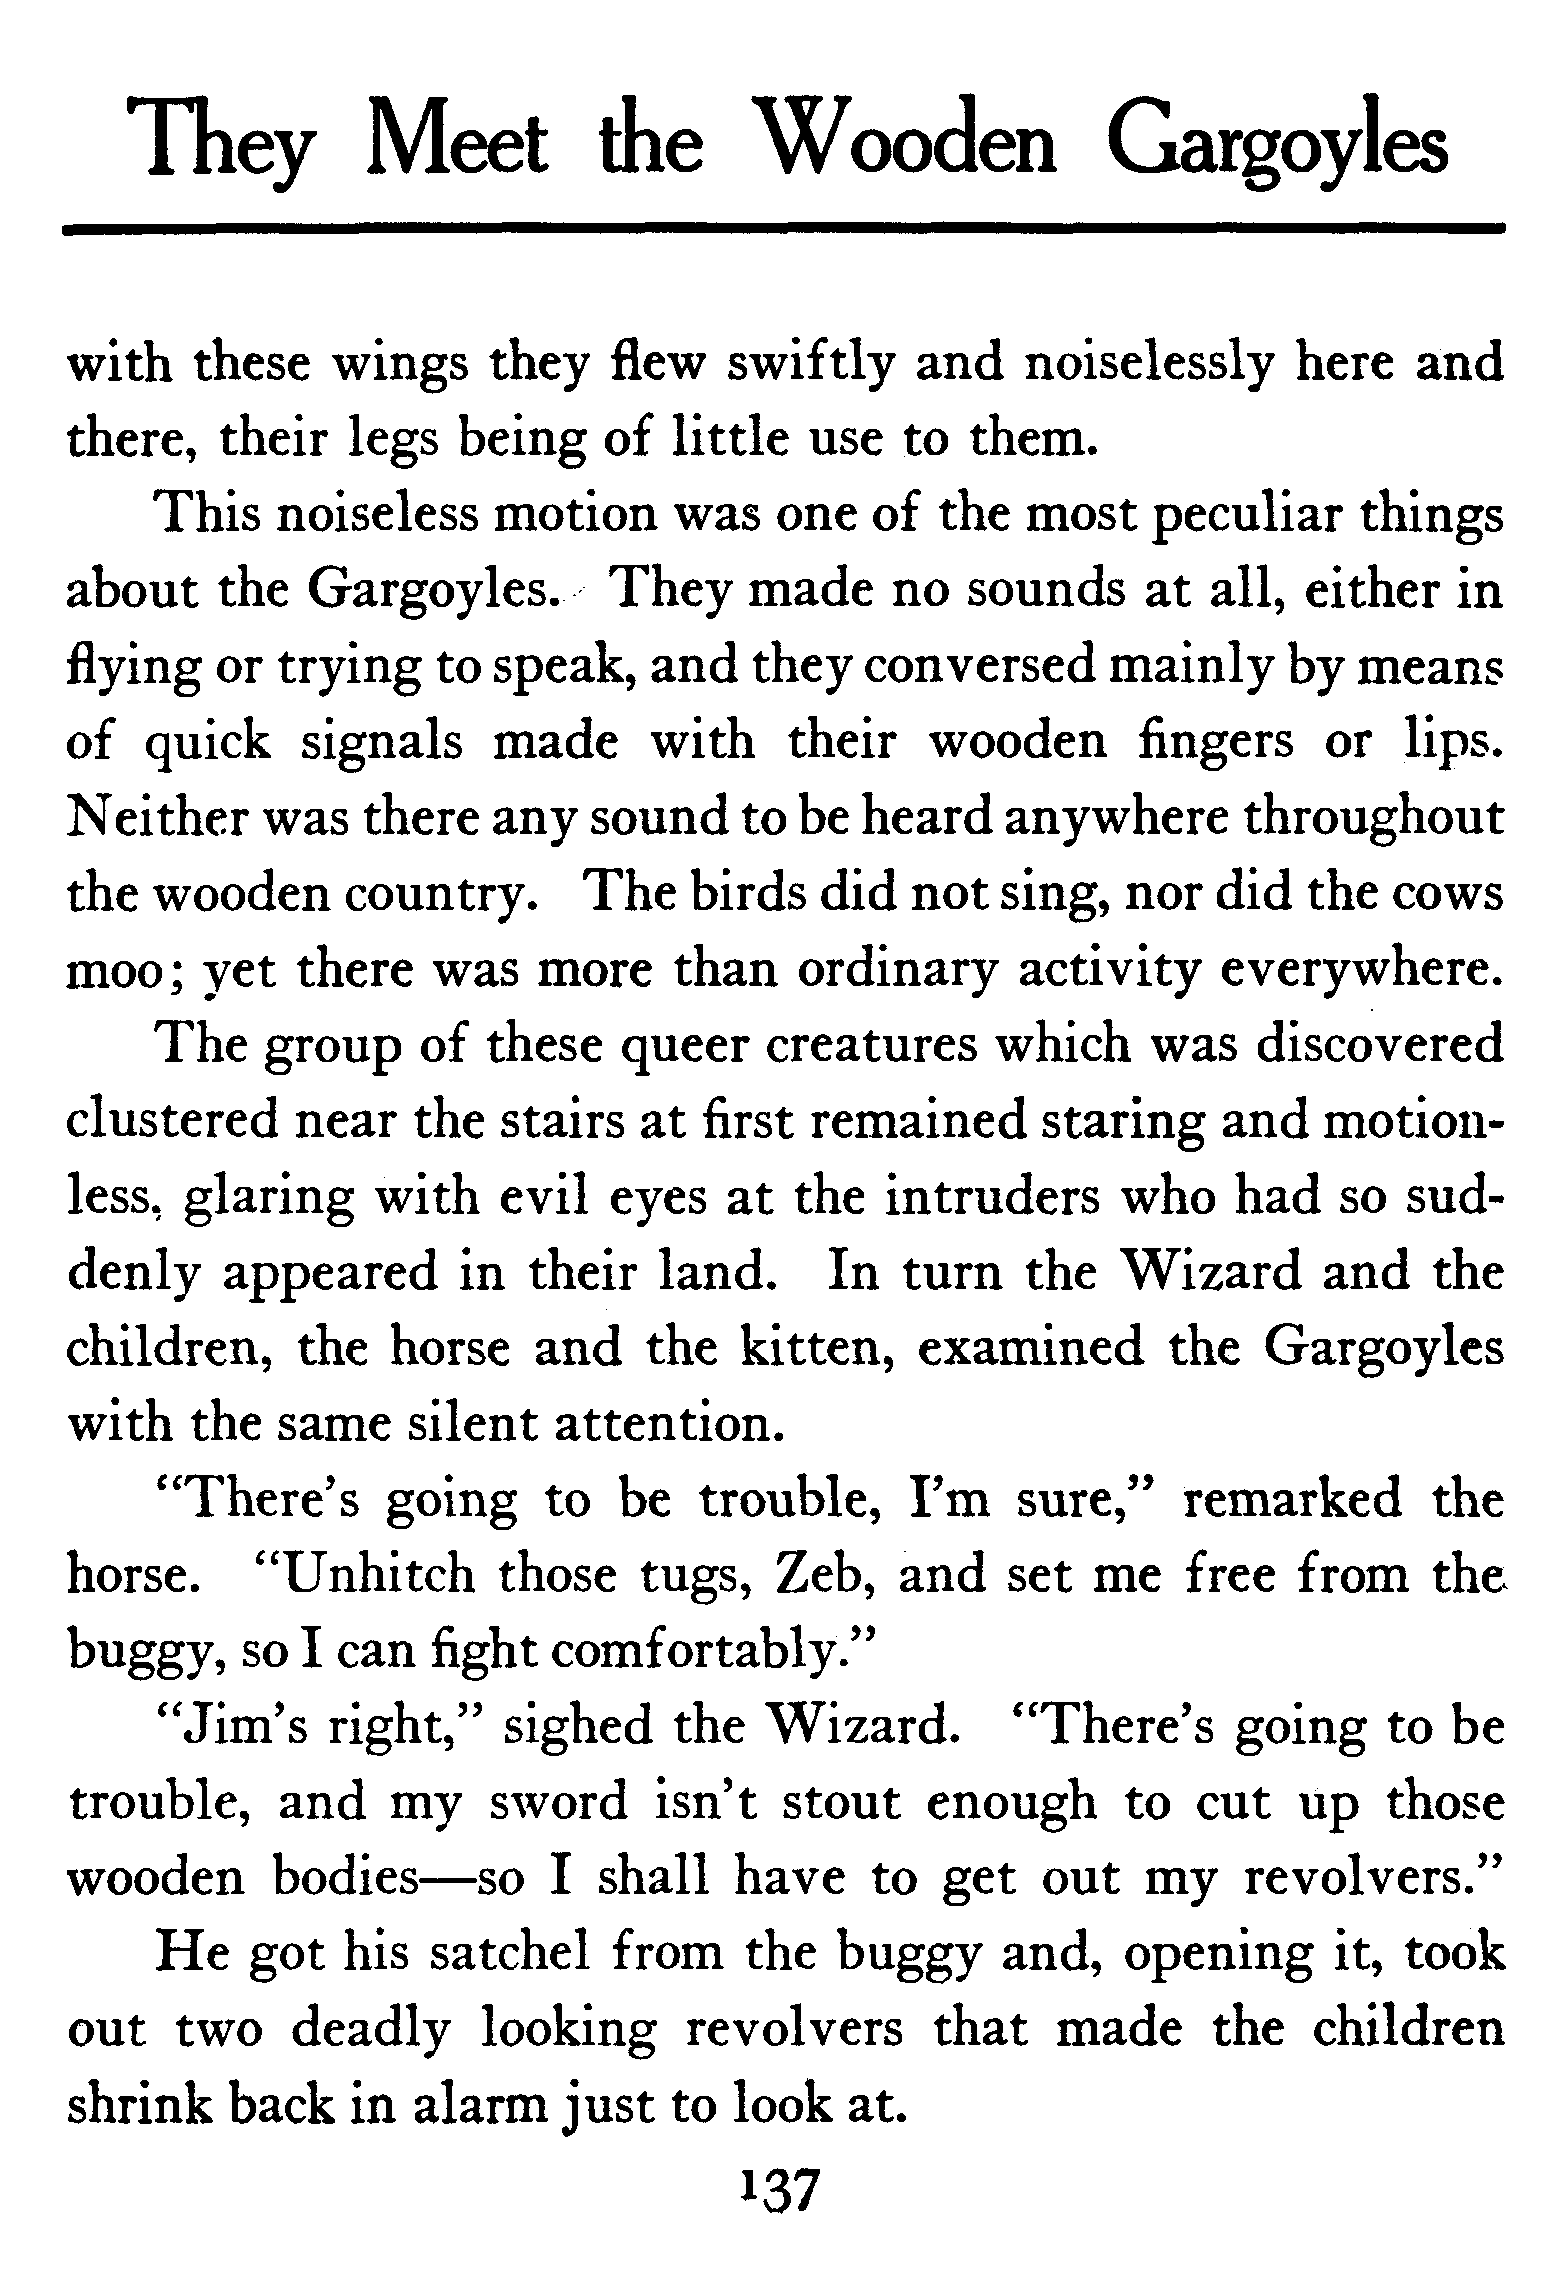 They Meet the Wooden Gargoyles
with these wings they flew swiftly and noiselessly here and
there, their legs being of little use to them.
This noiseless motion was one of the most peculiar things
about the Gargoyles. They made no sounds at all, either in
flying or trying to speak, and they conversed mainly by means
of quick signals made with their wooden fingers or lips.
Neither was there any sound to be heard anywhere throughout
the wooden country. The birds did not sing, nor did the cows
moo; yet there was more than ordinary activity everywhere.
The group of these queer creatures which was discovered
clustered near the stairs at first remained staring and motion-
less, glaring with evil eyes at the intruders who had so sud-
denly appeared in their land. In turn the Wizard and the
children, the horse and the kitten, examined the Gargoyles
with the same silent attention.
“There’s going to be trouble, I’m sure,” remarked the
horse. “Unhitch those tugs, Zeb, and set me free from the
buggy, so I can fight comfortably.”
“Jim’s right,” sighed the Wizard. “There’s going to be
trouble, and my sword isn’t stout enough to cut up those
wooden bodies—so I shall have to get out my revolvers.”
He got his satchel from the buggy and, opening it, took
out two deadly looking revolvers that made the children
shrink back in alarm just to look at.
137